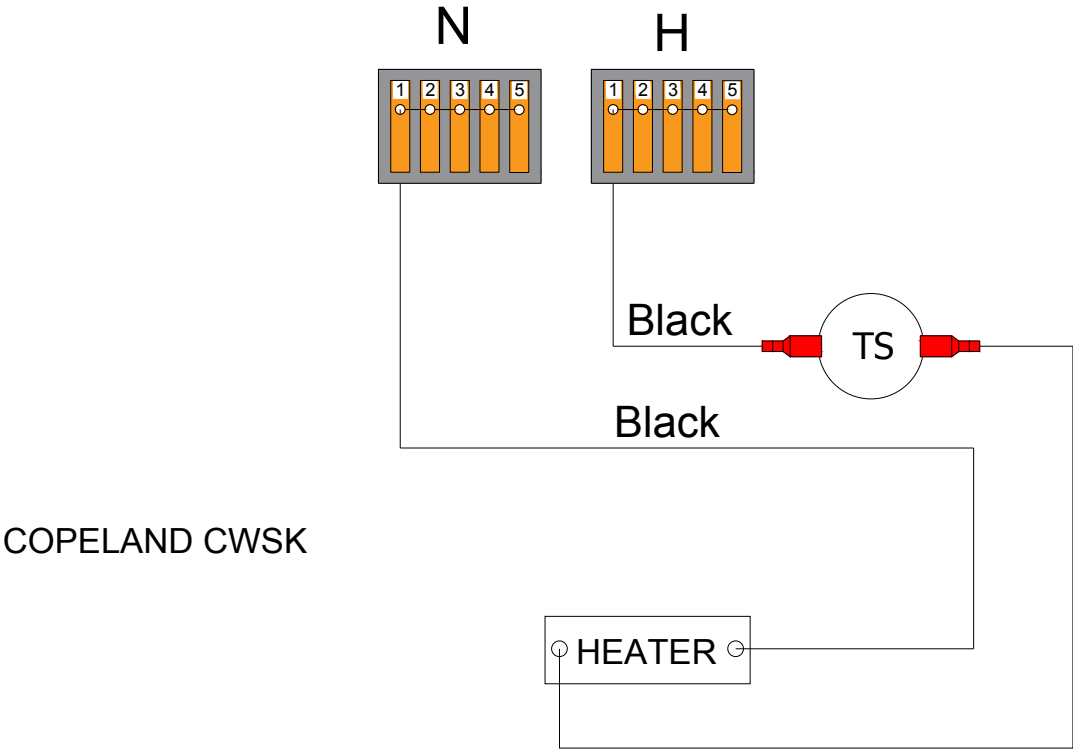 N H
1 2 3 4 5 1 2 3 4 5
Black
TS
Black
COPELAND CWSK
HEATER